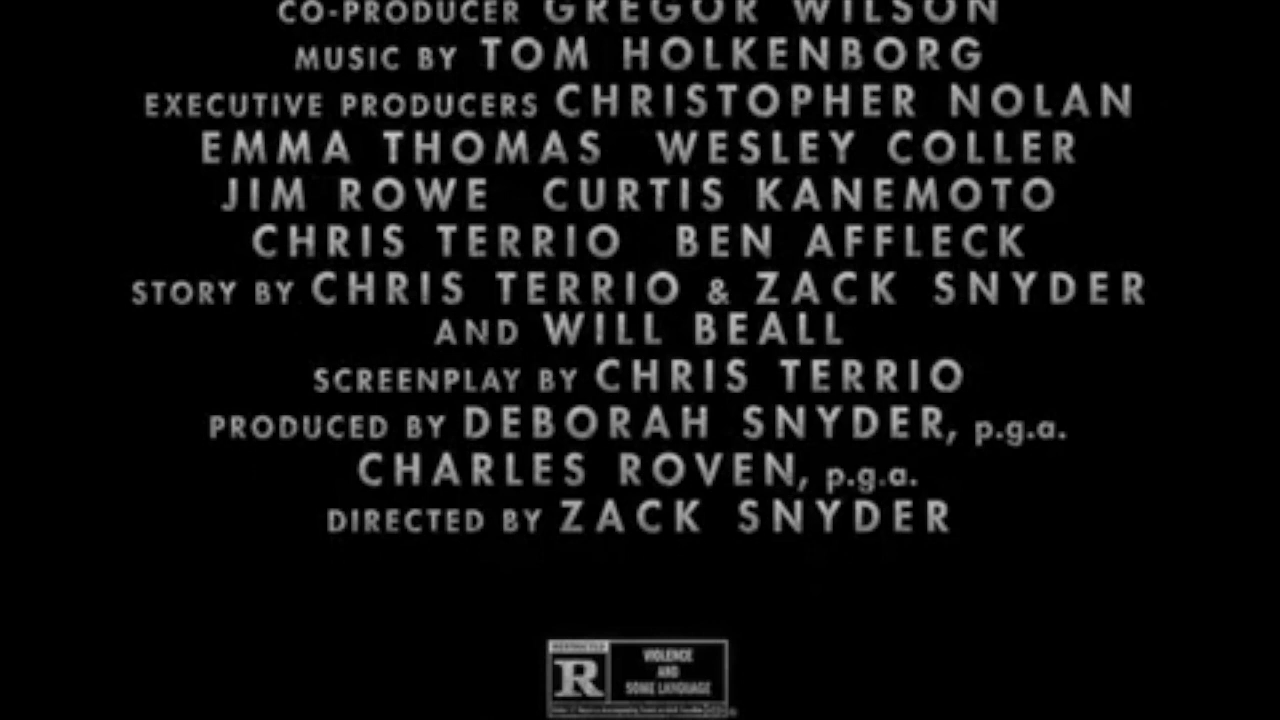 CO-PRODUCER GREGOR WILSON
MUSIC BY TOM HOLKENBORG
EXECUTIVE PRODUCERS CHRISTOPHER NOLAN
EMMA THOMAS WESLEY COLLER
JIM ROWE CURTIS KANEMOTO
CHRIS TERRIO BEN AFFLECK
STORY BY CHRIS TERRIO & ZACK SNYDER
AND WILL BEALL
SCREENPLAY BY CHRIS TERRIO
PRODUCED BY DEBORAH SNYDER, p.g.a.
CHARLES ROVEN, p.g.a.
DIRECTED BY ZACK SNYDER
RESTRICTED
R
VIOLENCE
AND
SOME LANGUAGE